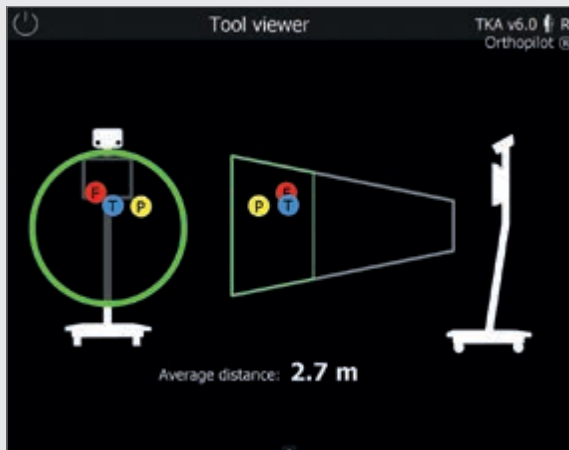 Tool viewer
TKA v6.0 R
Orthopilot ®
F
T
P
F
P
T
Average distance: 2.7 m